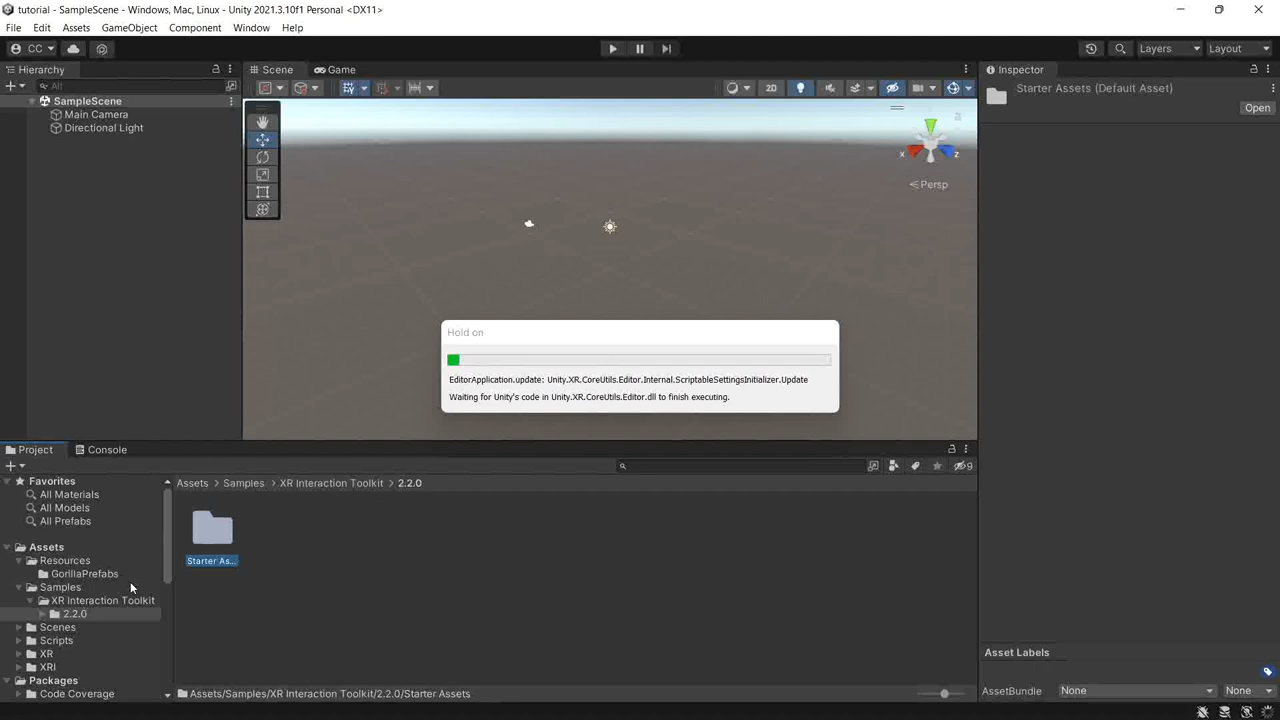 tutorial - SampleScene - Windows, Mac, Linux - Unity 2021.3.10f1 Personal <DX11>
File Edit Assets GameObject Component Window Help
CC Layers Layout
Hierarchy
All
SampleScene
Main Camera
Directional Light
Scene Game
2D
x z
Persp
Inspector
Starter Assets (Default Asset)
Open
Hold on
EditorApplication.update: Unity.XR.CoreUtils.Editor.Internal.ScriptableSettingsInitializer.Update
Waiting for Unity's code in Unity.XR.CoreUtils.Editor.dll to finish executing.
Project Console
9
Favorites
All Materials
All Models
All Prefabs
Assets
Resources
GorillaPrefabs
Samples
XR Interaction Toolkit
2.2.0
Scenes
Scripts
XR
XRI
Packages
Code Coverage
Assets > Samples > XR Interaction Toolkit > 2.2.0
Starter As...
Assets/Samples/XR Interaction Toolkit/2.2.0/Starter Assets
Asset Labels
AssetBundle None None